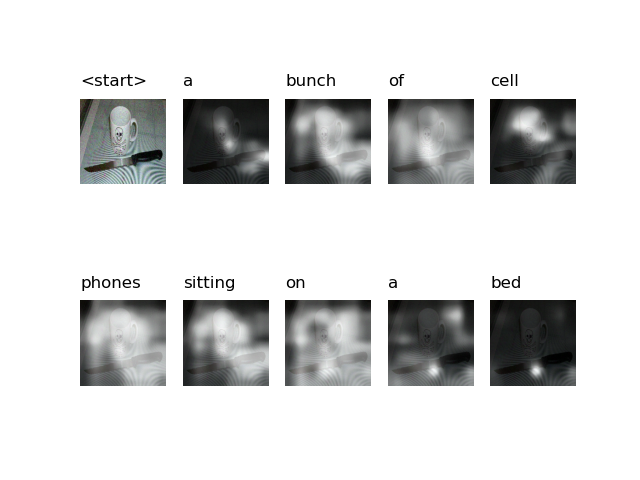 <start> a bunch of cell
phones sitting on a bed